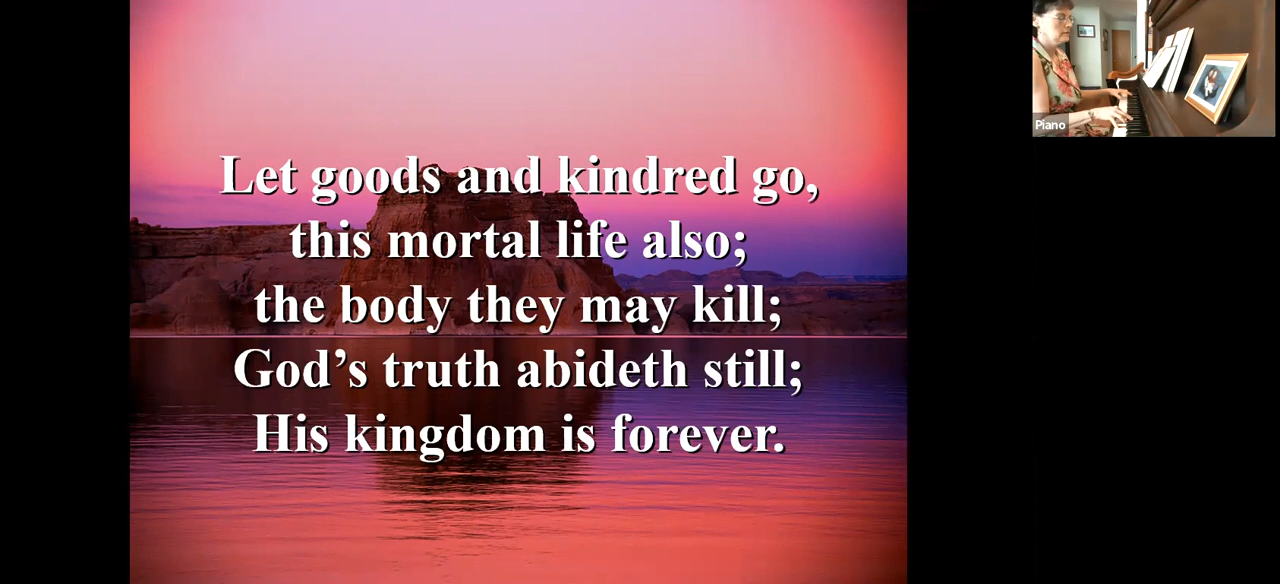 Let goods and kindred go,
this mortal life also;
the body they may kill;
God’s truth abideth still;
His kingdom is forever.
Piano